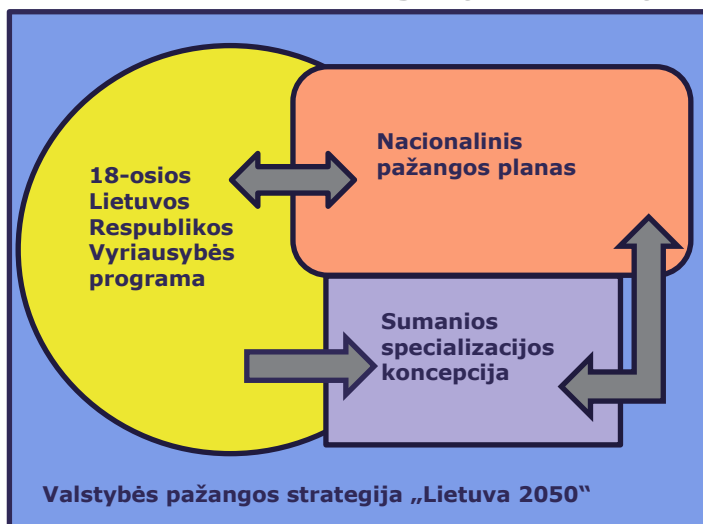 18-osios
Lietuvos
Respublikos
Vyriausybės
programa
Nacionalinis
pažangos planas
Sumanios
specializacijos
koncepcija
Valstybės pažangos strategija „Lietuva 2050“